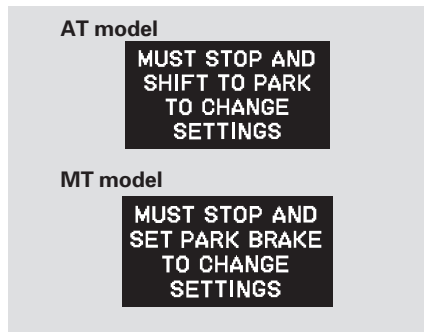 AT model
MUST STOP AND
SHIFT TO PARK
TO CHANGE
SETTINGS
MT model
MUST STOP AND
SET PARK BRAKE
TO CHANGE
SETTINGS